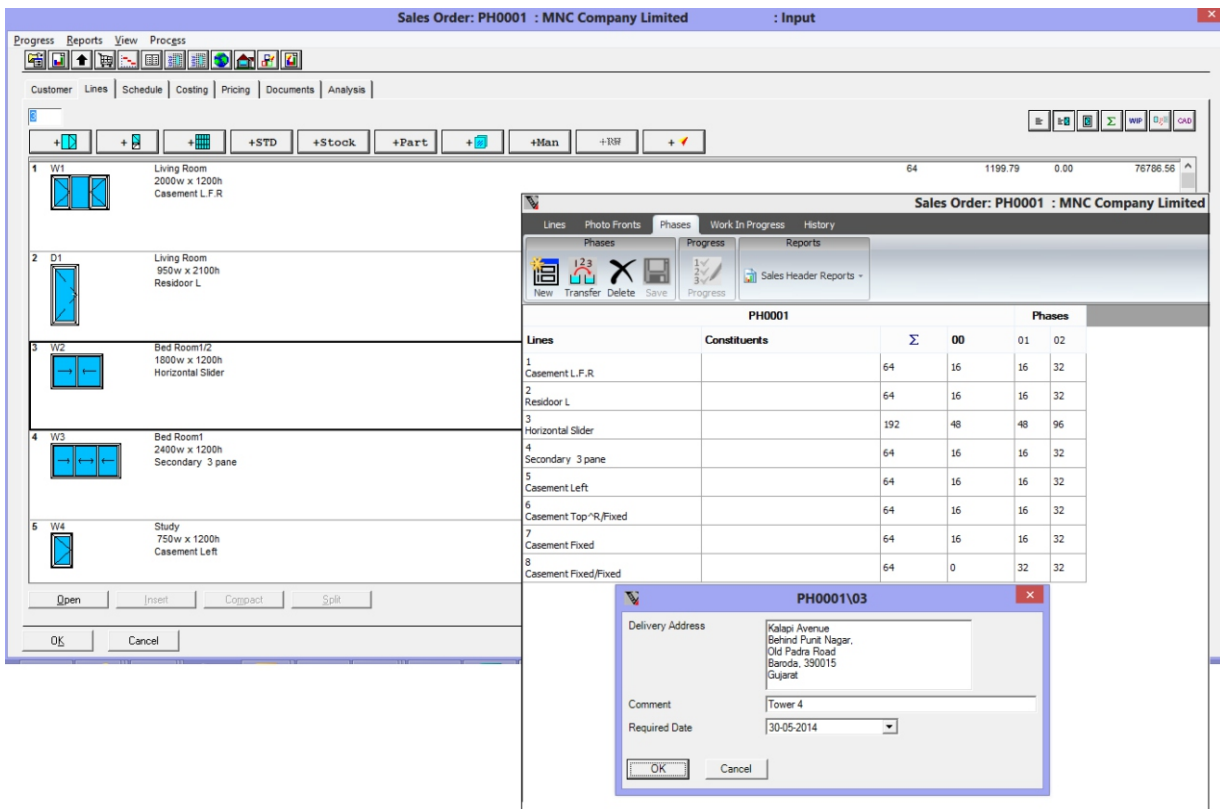 Sales Order: PH0001 : MNC Company Limited : Input
Progress Reports View Process
Customer Lines Schedule Costing Pricing Documents Analysis
3
WIP CAD
+ + + +STD +Stock +Part + +Man +
1 W1 Living Room 64 1199.79 0.00 76786.56
2000w x 1200h
Casement L.F.R
2 D1 Living Room
950w x 2100h
Residoor L
3 W2 Bed Room1/2
1800w x 1200h
Horizontal Slider
4 W3 Bed Room1
2400w x 1200h
Secondary 3 pane
5 W4 Study
750w x 1200h
Casement Left
Open Insert Compact Split
OK Cancel
Sales Order: PH0001 : MNC Company Limited
Lines Photo Fronts Phases Work In Progress History
Phases Progress Reports
New Transfer Delete Save Progress Sales Header Reports
PH0001 Phases
Lines Constituents Σ 00 01 02
1
Casement L.F.R 64 16 16 32
2
Residoor L 64 16 16 32
3
Horizontal Slider 192 48 48 96
4
Secondary 3 pane 64 16 16 32
5
Casement Left 64 16 16 32
6
Casement Top^R/Fixed 64 16 16 32
7
Casement Fixed 64 16 16 32
8
Casement Fixed/Fixed 64 0 32 32
PH0001\03
Delivery Address Kalapi Avenue
Behind Punit Nagar,
Old Padra Road
Baroda, 390015
Gujarat
Comment Tower 4
Required Date 30-05-2014
OK Cancel